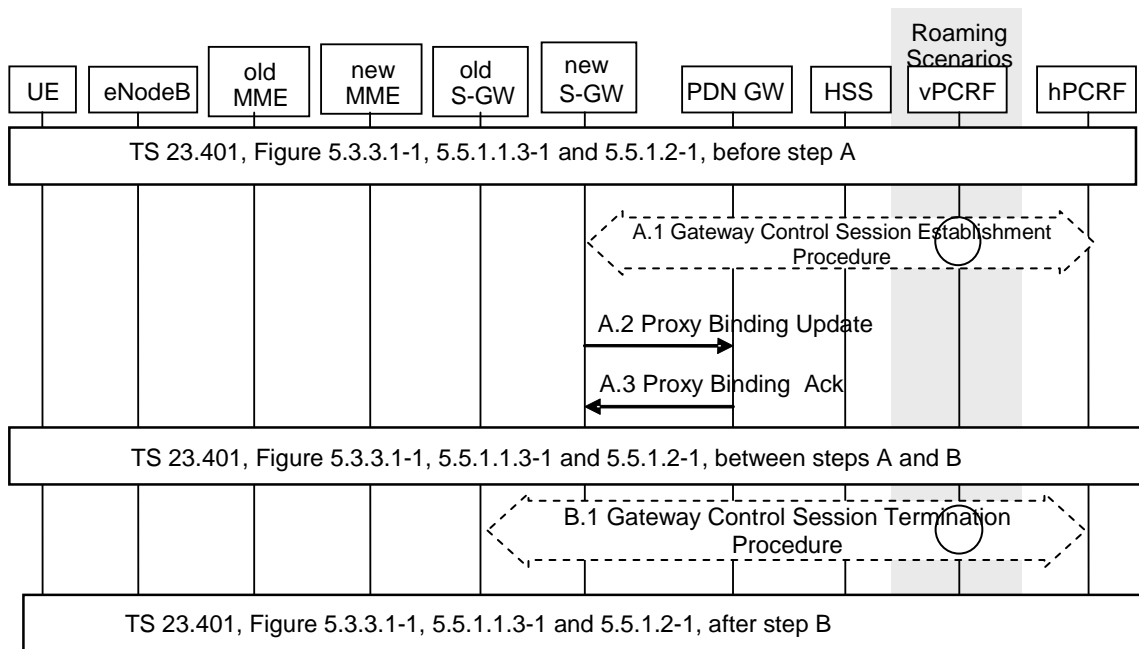 Roaming
Scenarios
UE
eNodeB
old
MME
new
MME
old
S-GW
new
S-GW
PDN GW
HSS
vPCRF
hPCRF
TS 23.401, Figure 5.3.3.1-1, 5.5.1.1.3-1 and 5.5.1.2-1, before step A
A.1 Gateway Control Session Establishment
Procedure
A.2 Proxy Binding Update
A.3 Proxy Binding Ack
TS 23.401, Figure 5.3.3.1-1, 5.5.1.1.3-1 and 5.5.1.2-1, between steps A and B
B.1 Gateway Control Session Termination
Procedure
TS 23.401, Figure 5.3.3.1-1, 5.5.1.1.3-1 and 5.5.1.2-1, after step B